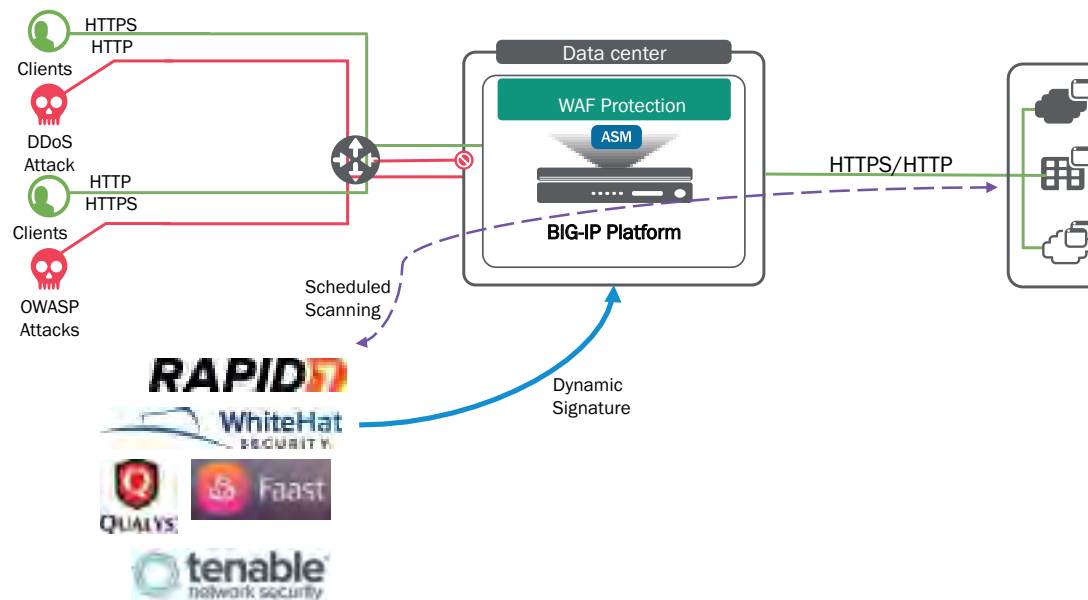 HTTPS
HTTP
Clients
DDoS
Attack
HTTP
HTTPS
Clients
OWASP
Attacks
Data center
WAF Protection
ASM
BIG-IP Platform
HTTPS/HTTP
Scheduled
Scanning
Dynamic
Signature
RAPID7
WhiteHat
SECURITY
QUALYS
Faast
tenable
network security